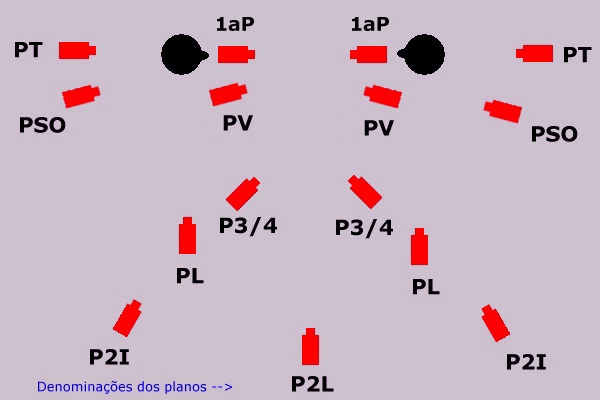 1aP 1aP
PT PT
PSO PV PV PSO
P3/4 P3/4
PL PL
P2I P2I
Denominações dos planos --> P2L